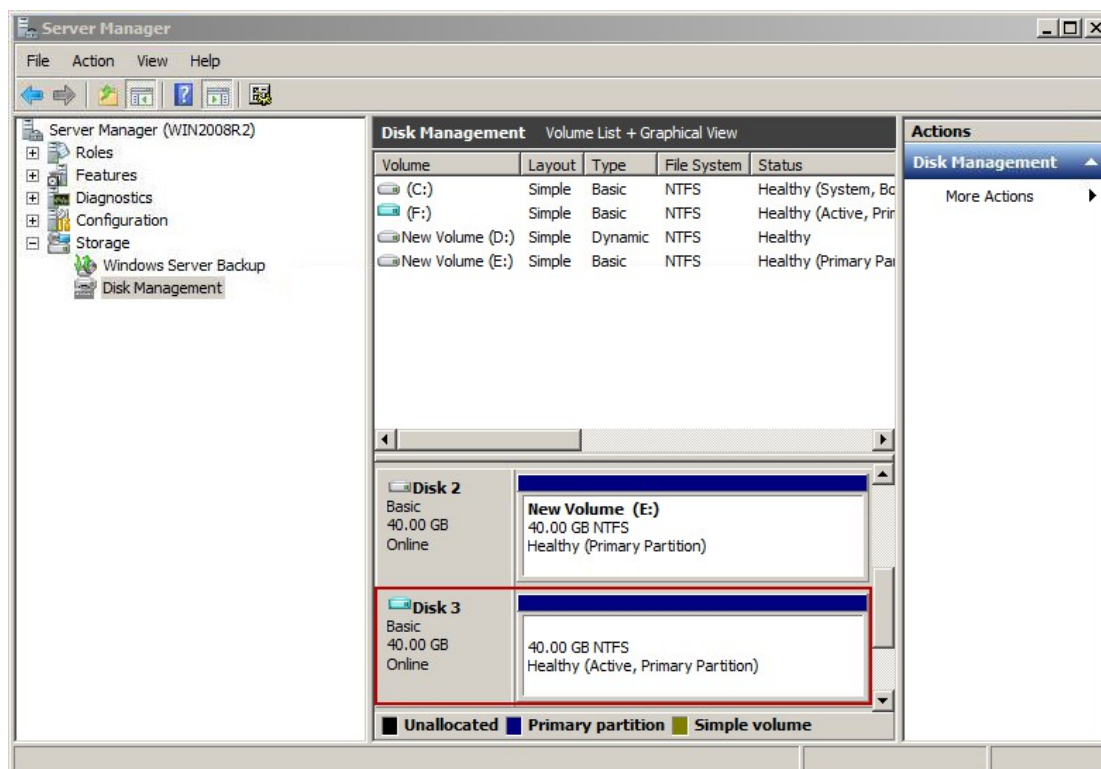 Server Manager
File Action View Help
Server Manager (WIN2008R2)
Roles
Features
Diagnostics
Configuration
Storage
Windows Server Backup
Disk Management
Disk Management Volume List + Graphical View
Volume Layout Type File System Status
(C:) Simple Basic NTFS Healthy (System, Bo
(F:) Simple Basic NTFS Healthy (Active, Prir
New Volume (D:) Simple Dynamic NTFS Healthy
New Volume (E:) Simple Basic NTFS Healthy (Primary Par
Disk 2
Basic
40.00 GB
Online
New Volume (E:)
40.00 GB NTFS
Healthy (Primary Partition)
Disk 3
Basic
40.00 GB
Online
40.00 GB NTFS
Healthy (Active, Primary Partition)
Unallocated Primary partition Simple volume
Actions
Disk Management
More Actions